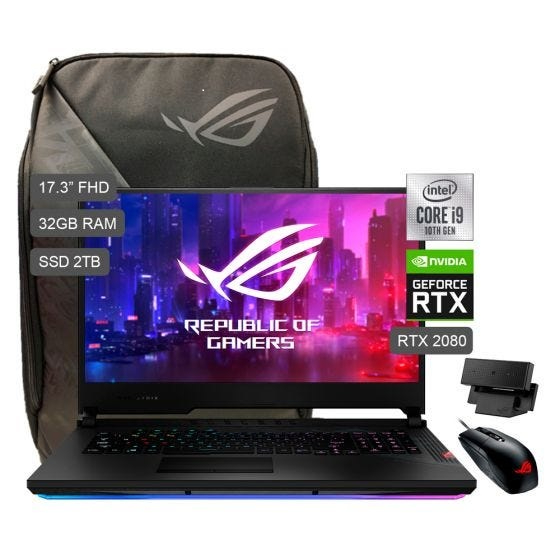 17.3" FHD
32GB RAM
SSD 2TB
REPUBLIC OF
GAMERS
intel
CORE i9
10TH GEN
NVIDIA
GEFORCE
RTX
RTX 2080